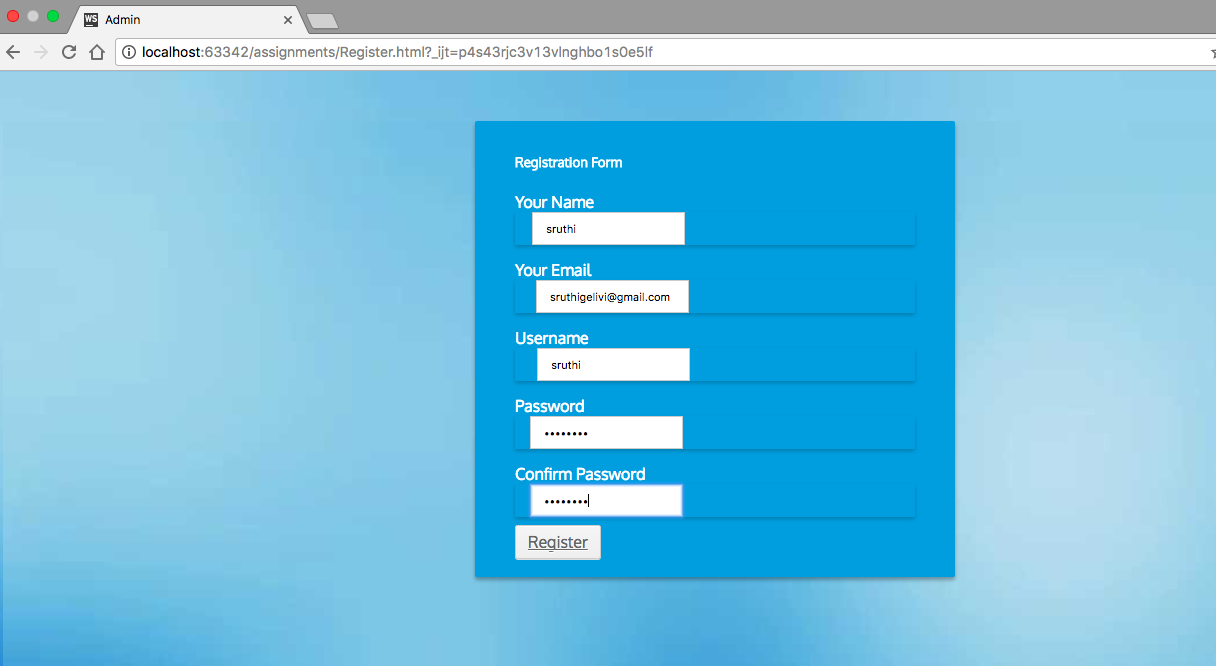 WS Admin
localhost:63342/assignments/Register.html?_ijt=p4s43rjc3v13vlnghbo1s0e5lf
Registration Form
Your Name
sruthi
Your Email
sruthigelivi@gmail.com
Username
sruthi
Password
••••••••
Confirm Password
••••••••
Register